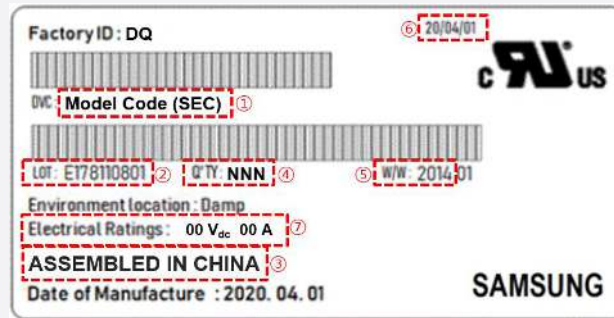 Factory ID : DQ
⑥ 20/04/01
c RU US
DVC: Model Code (SEC) ①
LOT: E178110801 ② Q'TY: NNN ④ ⑤ W/W: 2014 01
Environment location : Damp
Electrical Ratings : 00 Vdc 00 A ⑦
ASSEMBLED IN CHINA ③
Date of Manufacture : 2020. 04. 01
SAMSUNG